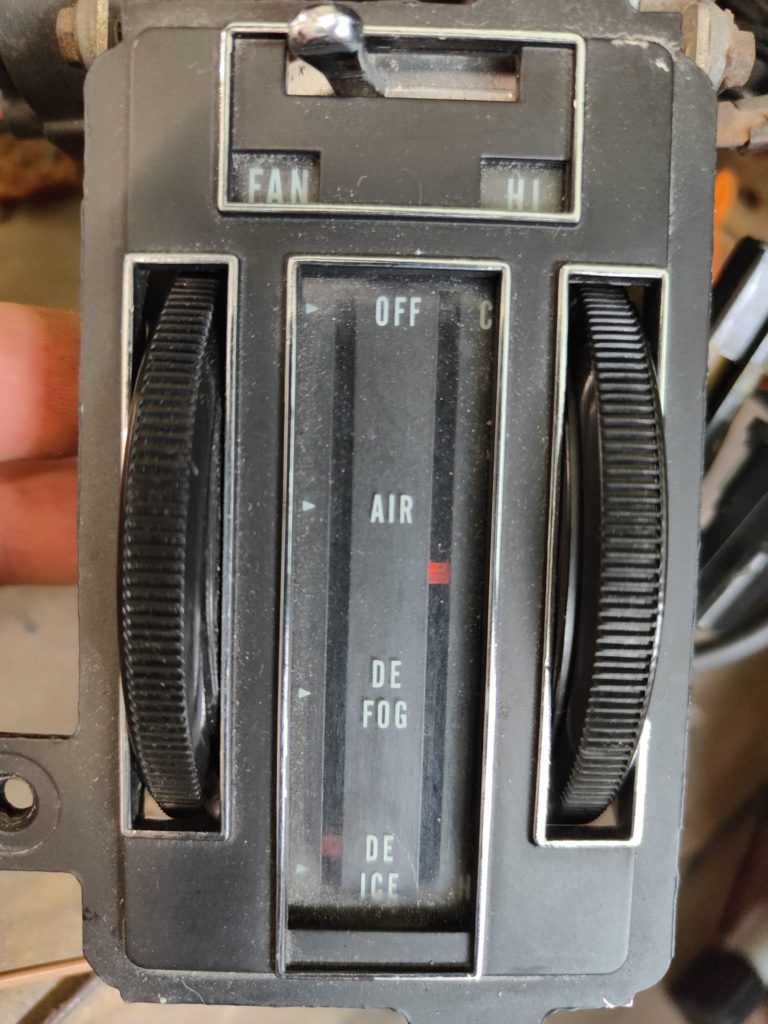 FAN HI
OFF C
AIR
DE
FOG
DE
ICE H